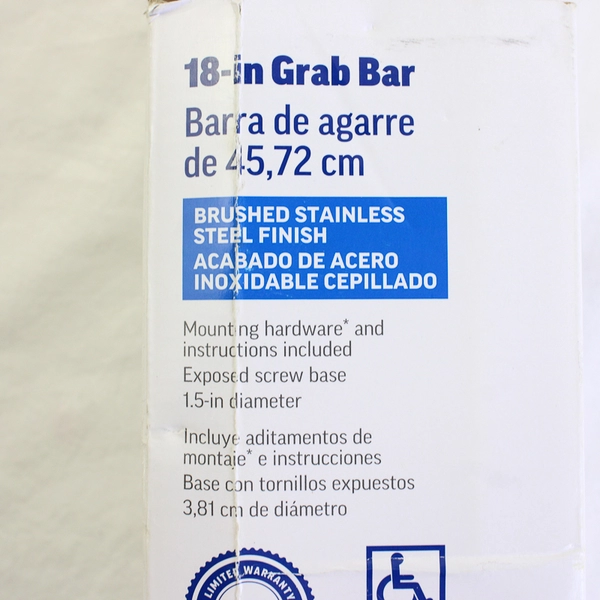 18-in Grab Bar
Barra de agarre
de 45,72 cm
BRUSHED STAINLESS
STEEL FINISH
ACABADO DE ACERO
INOXIDABLE CEPILLADO
Mounting hardware* and
instructions included
Exposed screw base
1.5-in diameter
Incluye aditamentos de
montaje* e instrucciones
Base con tornillos expuestos
3,81 cm de diámetro
LIMITED WARRANTY